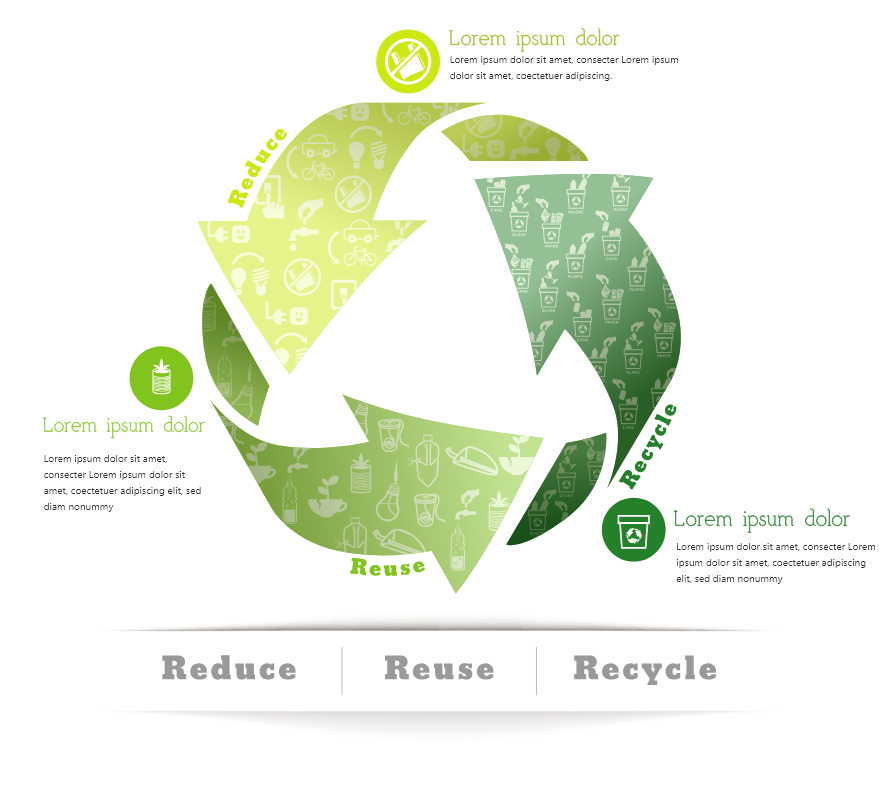 Lorem ipsum dolor
Lorem ipsum dolor sit amet, consecter Lorem ipsum
dolor sit amet, coectetuer adipiscing.
Reduce
Lorem ipsum dolor
Lorem ipsum dolor sit amet,
consecter Lorem ipsum dolor sit
amet, coectetuer adipiscing elit, sed
diam nonummy
Recycle
Lorem ipsum dolor
Lorem ipsum dolor sit amet, consecter Lorem
ipsum dolor sit amet, coectetuer adipiscing
elit, sed diam nonummy
Reuse
Reduce
Reuse
Recycle